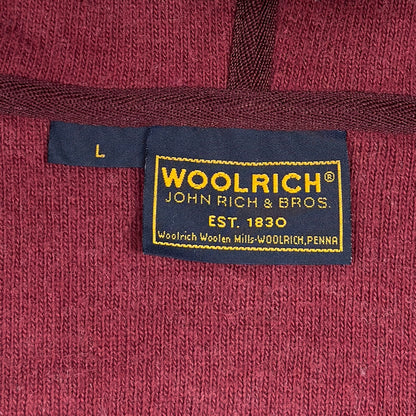 L
WOOLRICH®
JOHN RICH & BROS.
EST. 1830
Woolrich Woolen Mills-WOOLRICH, PENNA